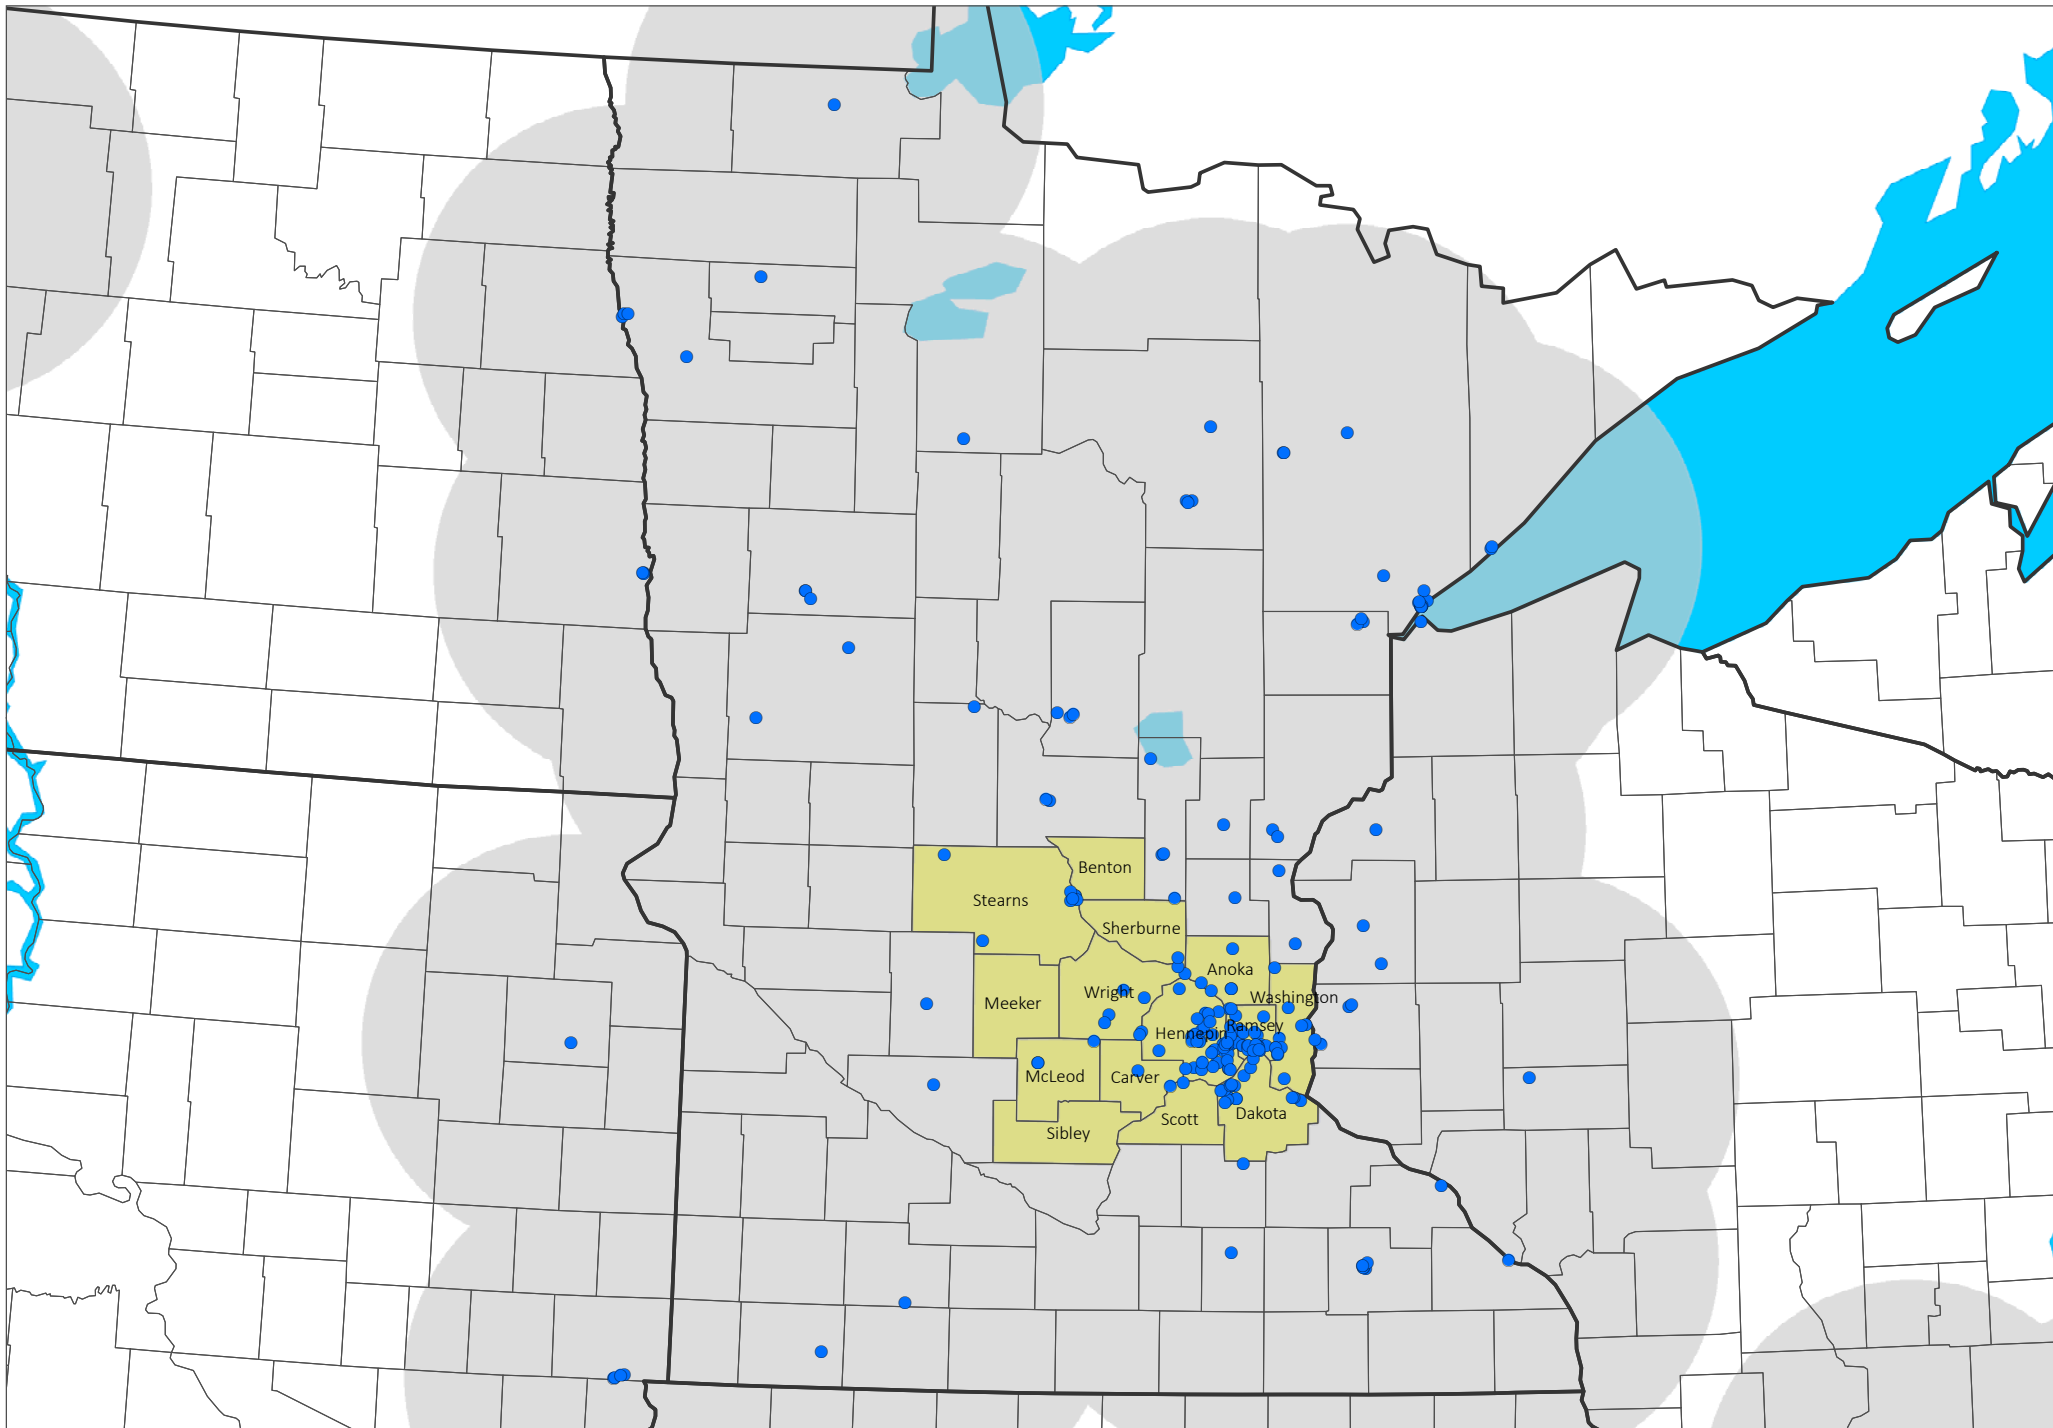 Benton
Stearns
Sherburne
Anoka
Wright
Washington
Meeker
Ramsey
Hennepin
McLeod
Carver
Dakota
Scott
Sibley